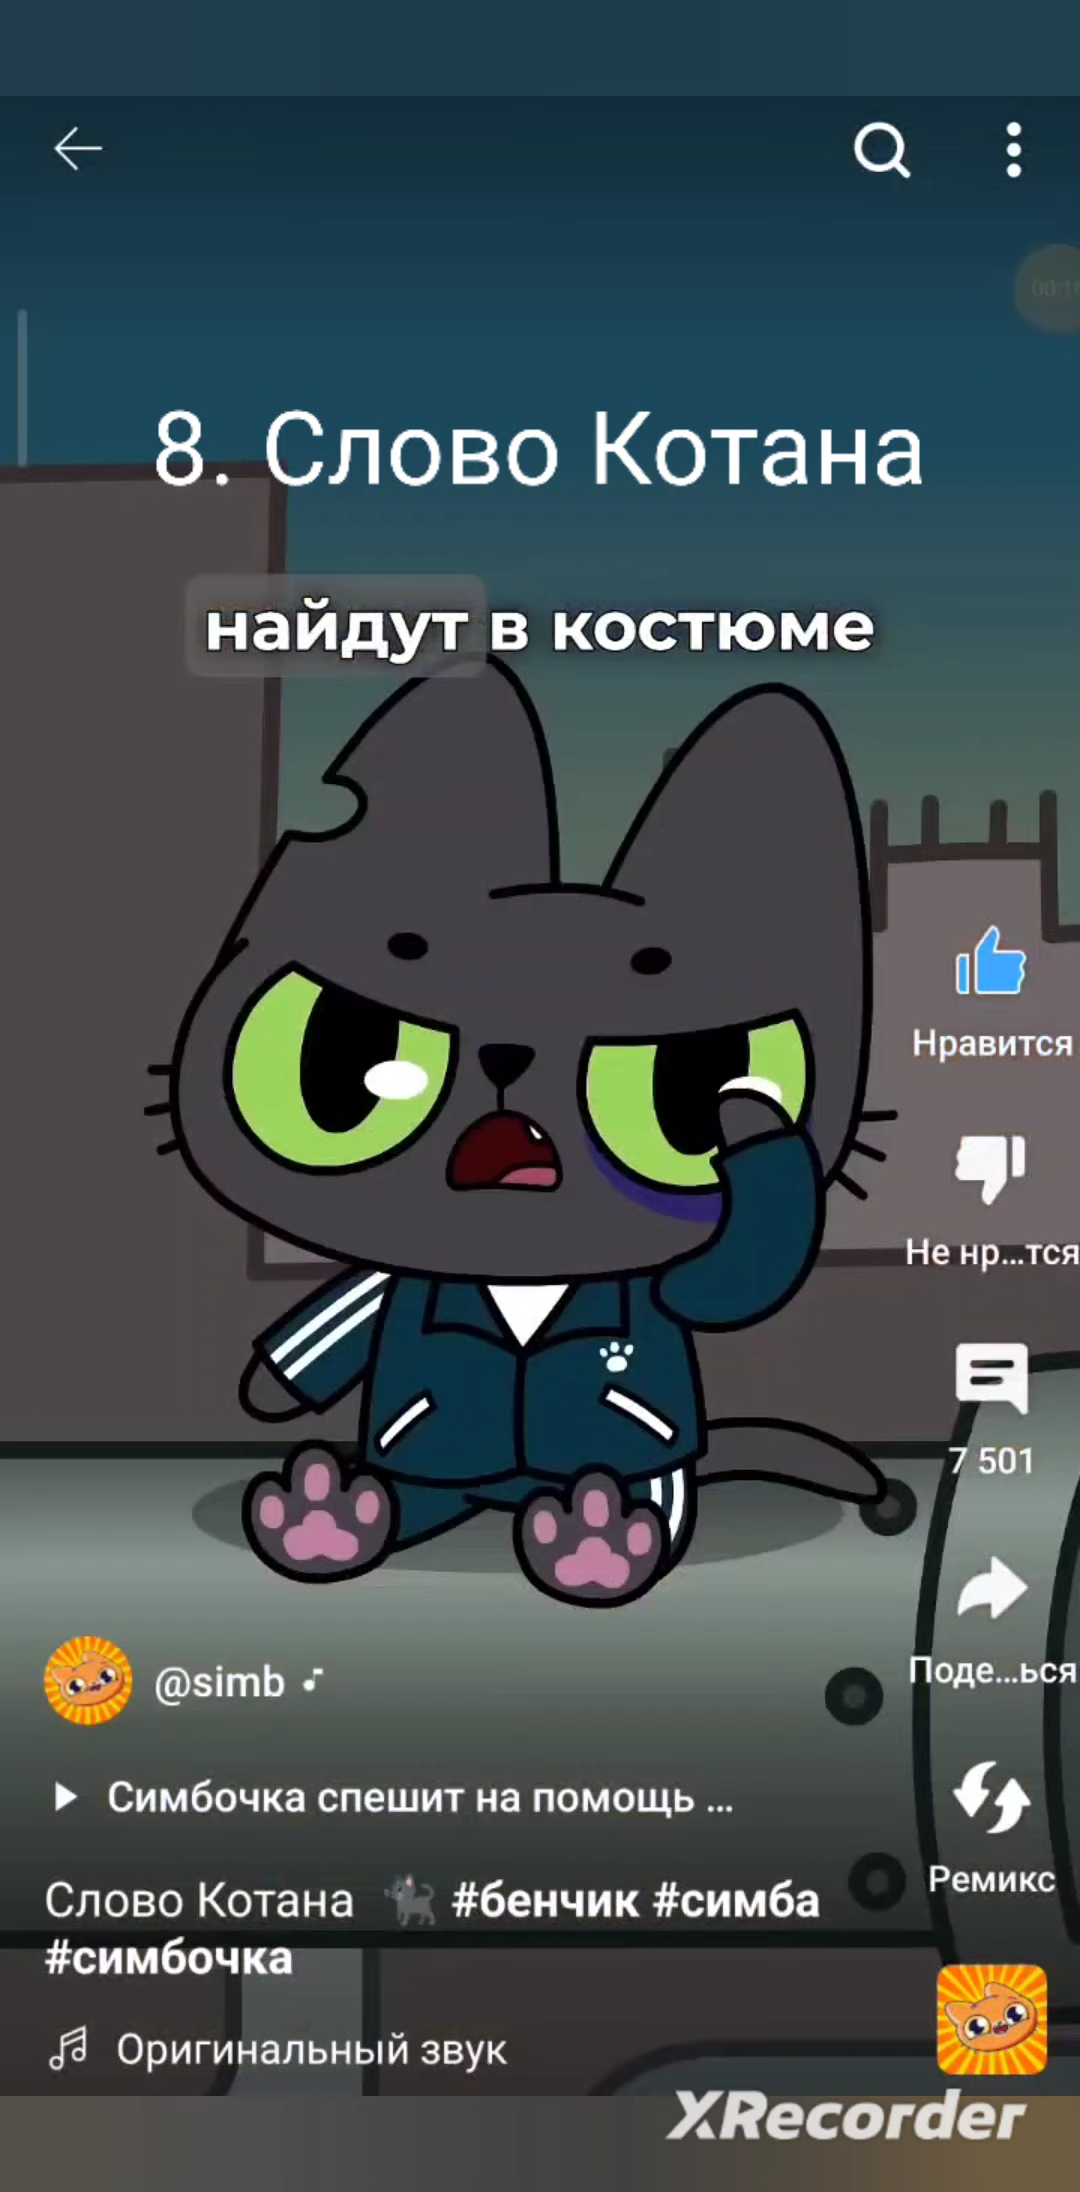 8. Слово Котана
найдут в костюме
Нравится
Не нр...тся
7 501
Поде...ься
@simb
Симбочка спешит на помощь ...
Ремикс
Слово Котана #бенчик #симба
#симбочка
Оригинальный звук
XRecorder